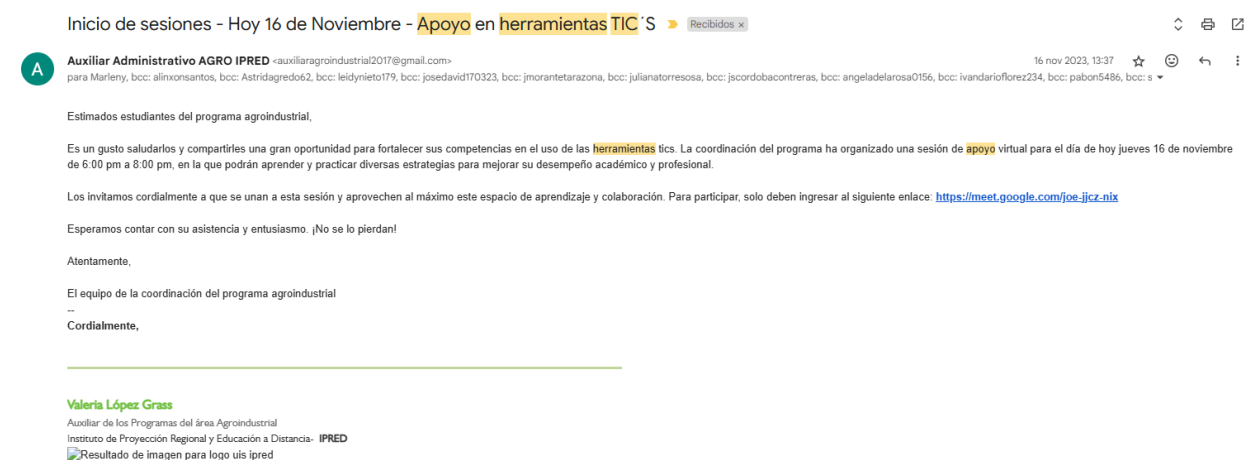 Inicio de sesiones - Hoy 16 de Noviembre - Apoyo en herramientas TIC´S Recibidos x
A
Auxiliar Administrativo AGRO IPRED <auxiliaragroindustrial2017@gmail.com> 16 nov 2023, 13:37
para Marleny, bcc: alinxonsantos, bcc: Astridagredo62, bcc: leidynieto179, bcc: josedavid170323, bcc: jmorantetarazona, bcc: julianatorresosa, bcc: jscordobacontreras, bcc: angeladelarosa0156, bcc: ivandarioflorez234, bcc: pabon5486, bcc: s
Estimados estudiantes del programa agroindustrial,
Es un gusto saludarlos y compartirles una gran oportunidad para fortalecer sus competencias en el uso de las herramientas tics. La coordinación del programa ha organizado una sesión de apoyo virtual para el día de hoy jueves 16 de noviembre
de 6:00 pm a 8:00 pm, en la que podrán aprender y practicar diversas estrategias para mejorar su desempeño académico y profesional.
Los invitamos cordialmente a que se unan a esta sesión y aprovechen al máximo este espacio de aprendizaje y colaboración. Para participar, solo deben ingresar al siguiente enlace: https://meet.google.com/joe-jjcz-nix
Esperamos contar con su asistencia y entusiasmo. ¡No se lo pierdan!
Atentamente,
El equipo de la coordinación del programa agroindustrial
--
Cordialmente,
Valeria López Grass
Auxiliar de los Programas del área Agroindustrial
Instituto de Proyección Regional y Educación a Distancia- IPRED
Resultado de imagen para logo uis ipred